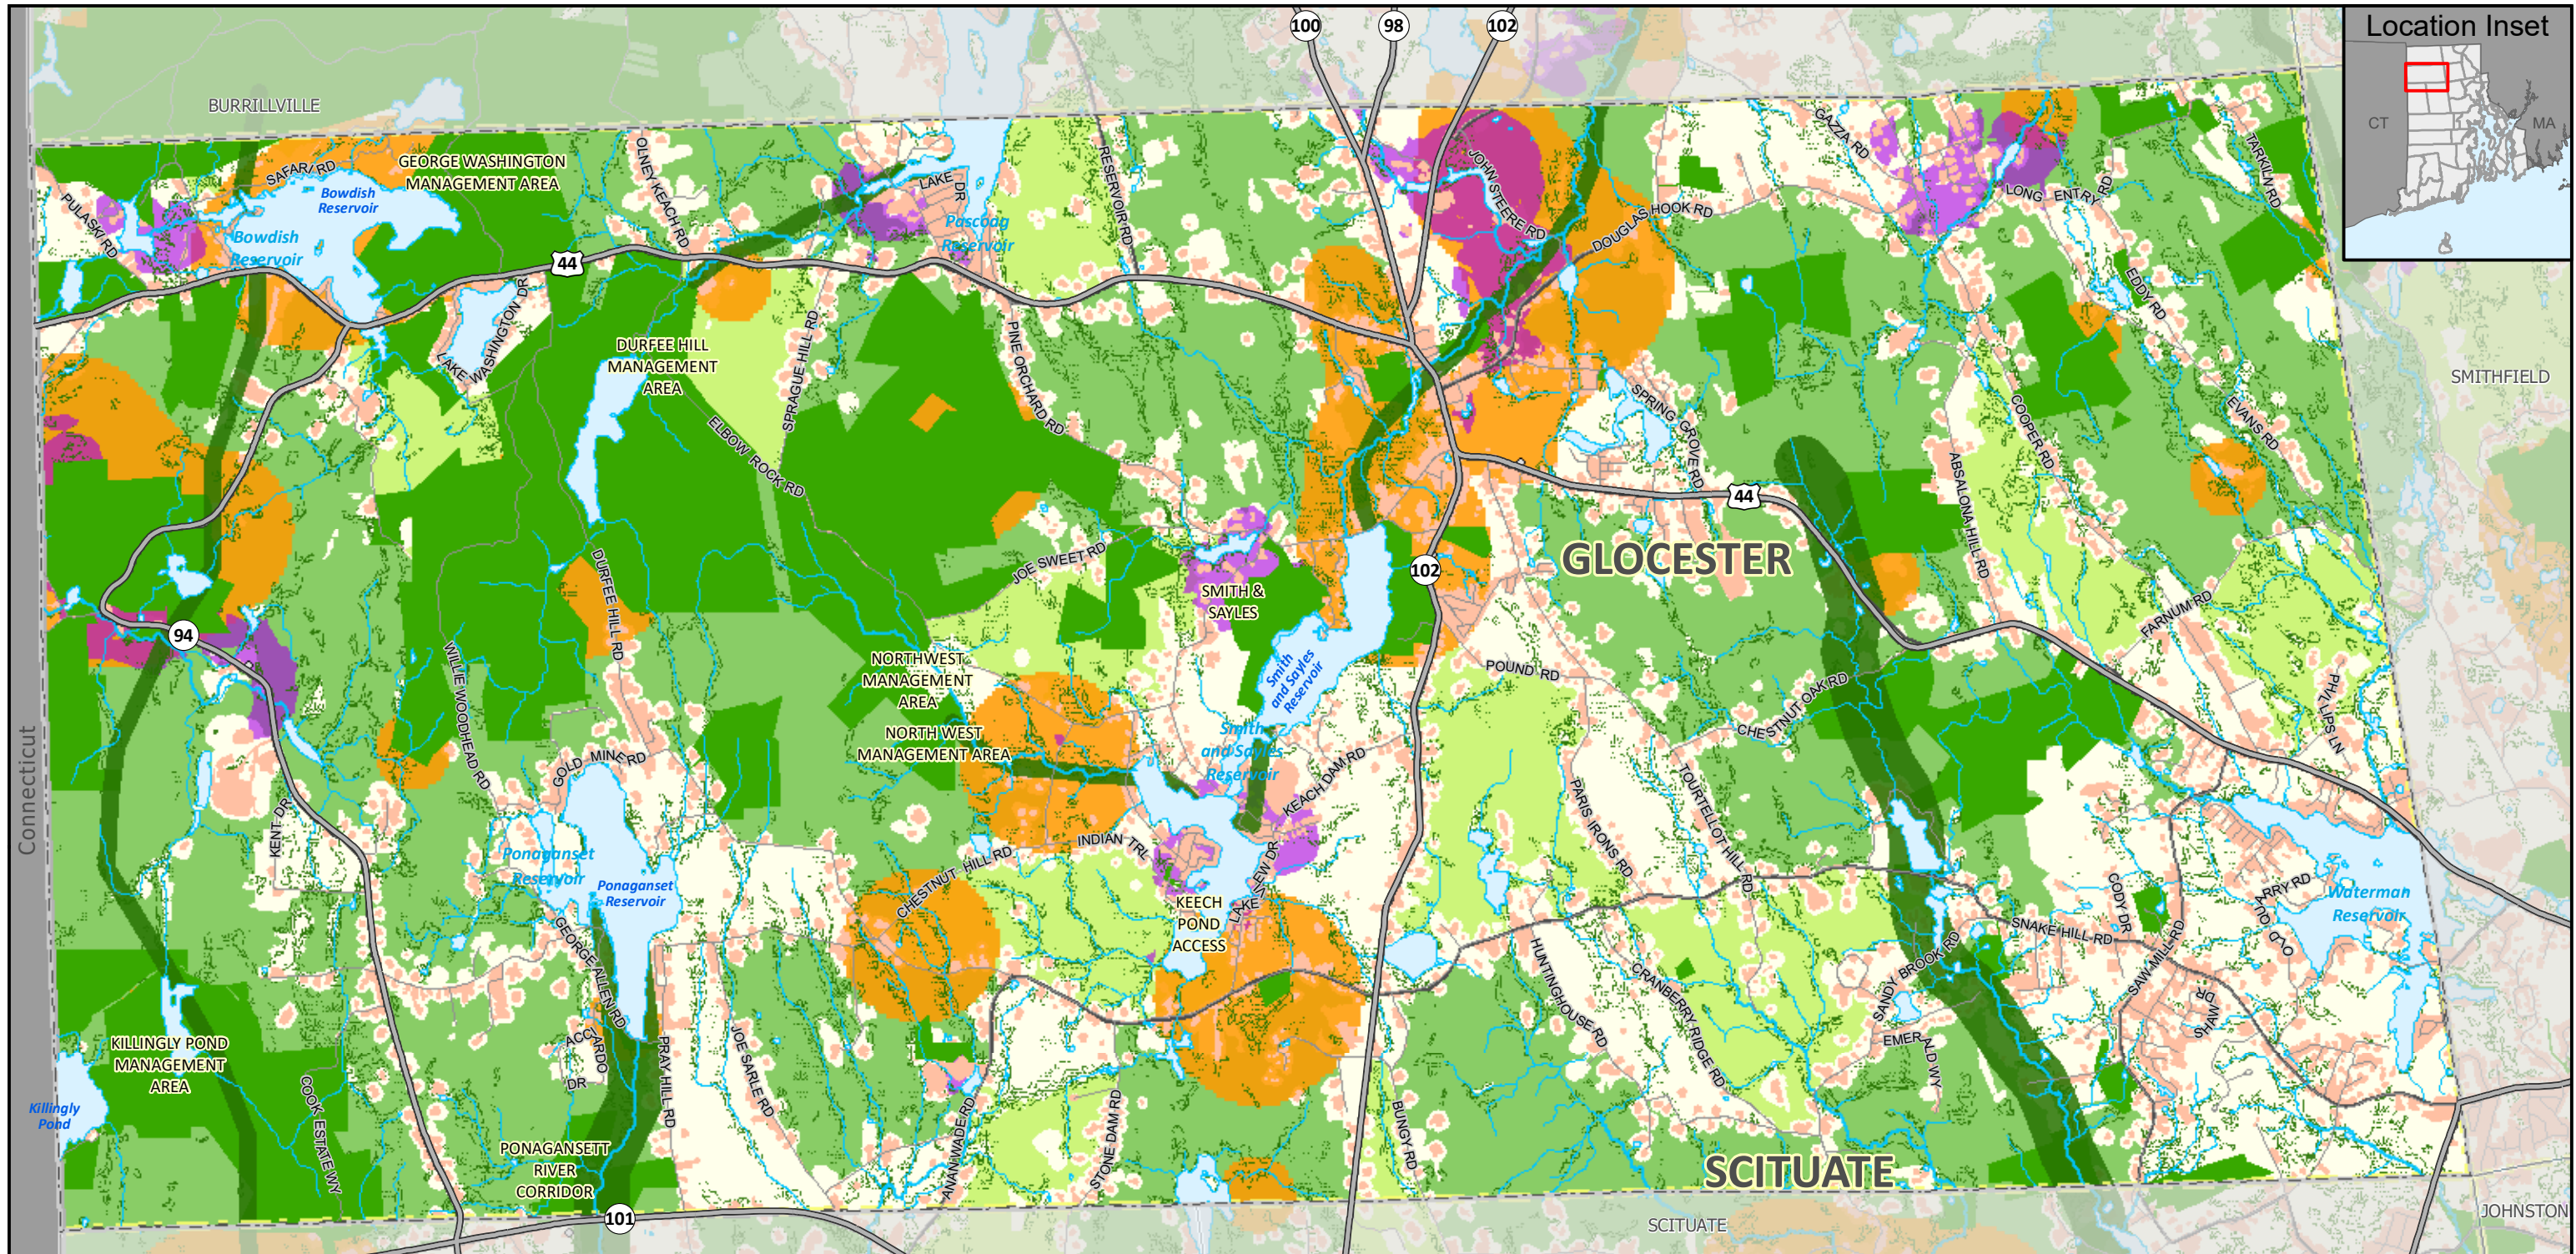 100
98
102
Location Inset
CT
MA
BURRILLVILLE
GEORGE WASHINGTON
MANAGEMENT AREA
SAFARI RD
Bowdish
Reservoir
Bowdish
Reservoir
PULASKI RD
OLNEY KEACH RD
LAKE DR
Pascoag
Reservoir
RESERVOIR RD
JOHN STEERE RD
DOUGLAS HOOK RD
GAZZA RD
LONG ENTRY RD
TARKILN RD
EDDY RD
44
LAKE WASHINGTON DR
DURFEE HILL
MANAGEMENT
AREA
SPRAGUE HILL RD
PINE ORCHARD RD
ELBOW ROCK RD
SPRING GROVE RD
COOPER RD
EVANS RD
SMITHFIELD
ABSALONA HILL RD
44
GLOCESTER
102
JOE SWEET RD
SMITH &
SAYLES
DURFEE HILL RD
FARNUM RD
94
WILLIE WOODHEAD RD
NORTHWEST
MANAGEMENT
AREA
Smith
and Sayles
Reservoir
POUND RD
CHESTNUT OAK RD
PHILLIPS LN
NORTH WEST
MANAGEMENT AREA
Smith
and Sayles
Reservoir
GOLD MINE RD
KEACH DAM RD
TOURTELLOT HILL RD
PARIS IRONS RD
Connecticut
KENT DR
INDIAN TRL
CHESTNUT HILL RD
LAKEVIEW DR
Ponaganset
Reservoir
Ponaganset
Reservoir
KEECH
POND
ACCESS
CODY DR
Waterman
Reservoir
SNAKE HILL RD
GEORGE ALLEN RD
HUNTINGHOUSE RD
CRANBERRY RIDGE RD
SANDY BROOK RD
SAW MILL RD
SHAW DR
EMERALD WY
KILLINGLY POND
MANAGEMENT
AREA
ACCARDO
DR
PRAY HILL RD
JOE SARLE RD
COOK ESTATE WY
Killingly
Pond
STONE DAM RD
BUNGY RD
PONAGANSETT
RIVER
CORRIDOR
SCITUATE
101
SCITUATE
JOHNSTON